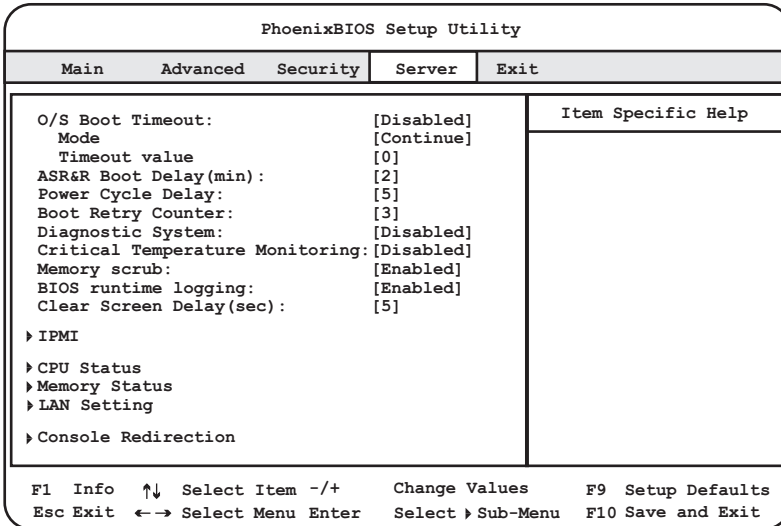 PhoenixBIOS Setup Utility
Main Advanced Security Server Exit
O/S Boot Timeout: [Disabled]
Mode [Continue]
Timeout value [0]
ASR&R Boot Delay(min): [2]
Power Cycle Delay: [5]
Boot Retry Counter: [3]
Diagnostic System: [Disabled]
Critical Temperature Monitoring: [Disabled]
Memory scrub: [Enabled]
BIOS runtime logging: [Enabled]
Clear Screen Delay(sec): [5]
IPMI
CPU Status
Memory Status
LAN Setting
Console Redirection
Item Specific Help
F1 Info ↑↓ Select Item -/+ Change Values F9 Setup Defaults
Esc Exit ←→ Select Menu Enter Select ▶ Sub-Menu F10 Save and Exit